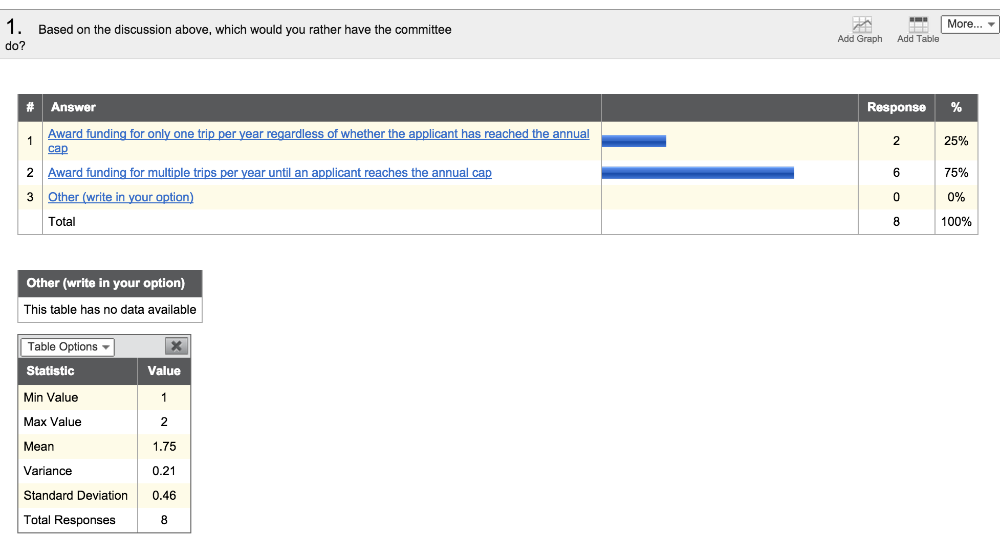 1. Based on the discussion above, which would you rather have the committee
do?
Add Graph
Add Table
More...
# Answer Response %
1 Award funding for only one trip per year regardless of whether the applicant has reached the annual
cap 2 25%
2 Award funding for multiple trips per year until an applicant reaches the annual cap 6 75%
3 Other (write in your option) 0 0%
Total 8 100%
Other (write in your option)
This table has no data available
Table Options
Statistic Value
Min Value 1
Max Value 2
Mean 1.75
Variance 0.21
Standard Deviation 0.46
Total Responses 8